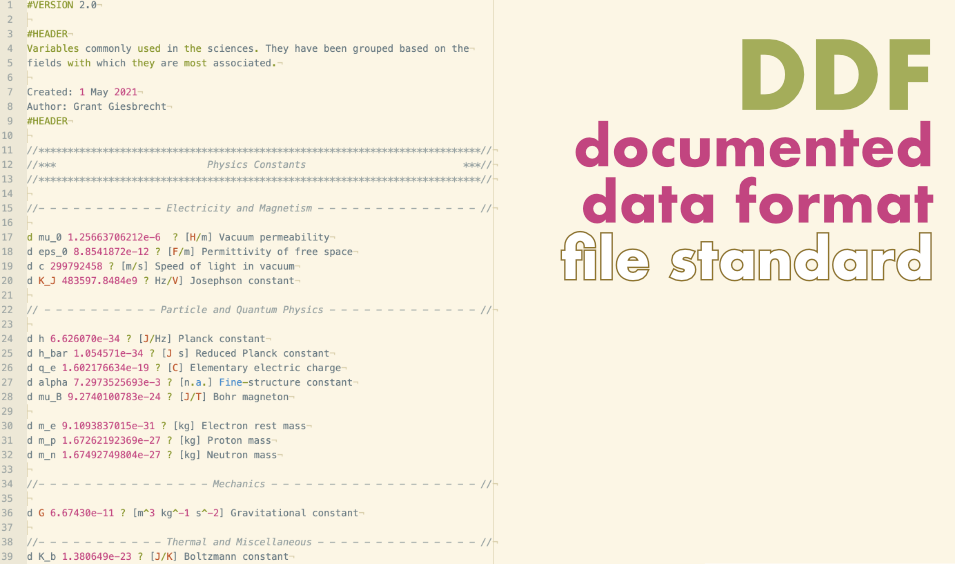 1 #VERSION 2.0¬
2 ¬
3 #HEADER¬
4 Variables commonly used in the sciences. They have been grouped based on the¬
5 fields with which they are most associated.¬
6 ¬
7 Created: 1 May 2021¬
8 Author: Grant Giesbrecht¬
9 #HEADER¬
10 ¬
11 //****************************************************************************//¬
12 //*** Physics Constants ***//¬
13 //****************************************************************************//¬
14 ¬
15 //– – – – – – – – – – – Electricity and Magnetism – – – – – – – – – – – – – – //¬
16 ¬
17 d mu_0 1.25663706212e-6 ? [H/m] Vacuum permeability¬
18 d eps_0 8.8541872e-12 ? [F/m] Permittivity of free space¬
19 d c 299792458 ? [m/s] Speed of light in vacuum¬
20 d K_J 483597.8484e9 ? Hz/V] Josephson constant¬
21 ¬
22 // – – – – – – – – – – Particle and Quantum Physics – – – – – – – – – – – – – //¬
23 ¬
24 d h 6.626070e-34 ? [J/Hz] Planck constant¬
25 d h_bar 1.054571e-34 ? [J s] Reduced Planck constant¬
26 d q_e 1.602176634e-19 ? [C] Elementary electric charge¬
27 d alpha 7.2973525693e-3 ? [n.a.] Fine-structure constant¬
28 d mu_B 9.2740100783e-24 ? [J/T] Bohr magneton¬
29 ¬
30 d m_e 9.1093837015e-31 ? [kg] Electron rest mass¬
31 d m_p 1.67262192369e-27 ? [kg] Proton mass¬
32 d m_n 1.67492749804e-27 ? [kg] Neutron mass¬
33 ¬
34 //– – – – – – – – – – – – – – – Mechanics – – – – – – – – – – – – – – – – – – //¬
35 ¬
36 d G 6.67430e-11 ? [m^3 kg^-1 s^-2] Gravitational constant¬
37 ¬
38 //– – – – – – – – – – – Thermal and Miscellaneous – – – – – – – – – – – – – – //¬
39 d K_b 1.380649e-23 ? [J/K] Boltzmann constant¬
DDF
documented
data format
file standard